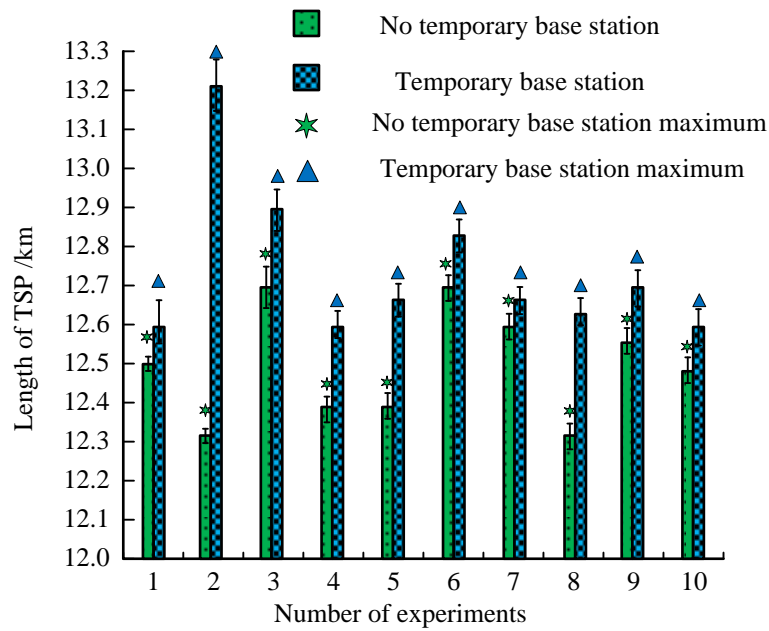 No temporary base station
Temporary base station
No temporary base station maximum
Temporary base station maximum
Length of TSP /km
13.3
13.2
13.1
13.0
12.9
12.8
12.7
12.6
12.5
12.4
12.3
12.2
12.1
12.0
1 2 3 4 5 6 7 8 9 10
Number of experiments